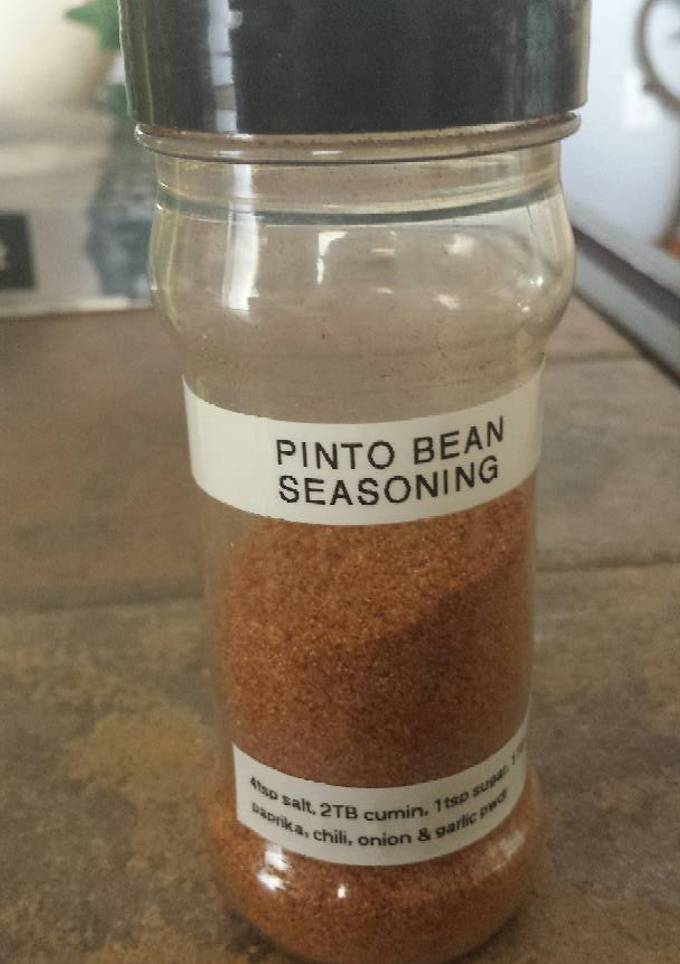 PINTO BEAN
SEASONING
4tsp salt, 2TB cumin, 1tsp sugar,
paprika, chili, onion & garlic pwdr